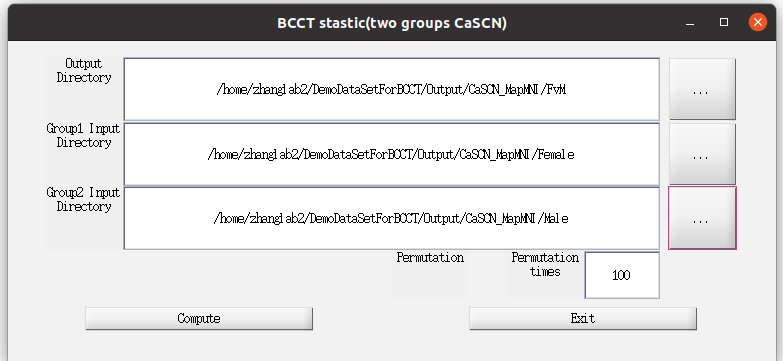 BCCT stastic(two groups CaSCN)
Output
Directory
/home/zhanglab2/DemoDataSetForBCCT/Output/CaSCN_MapMNI/FvM
...
Group1 Input
Directory
/home/zhanglab2/DemoDataSetForBCCT/Output/CaSCN_MapMNI/Female
...
Group2 Input
Directory
/home/zhanglab2/DemoDataSetForBCCT/Output/CaSCN_MapMNI/Male
...
Permutation
Permutation
times
100
Compute
Exit